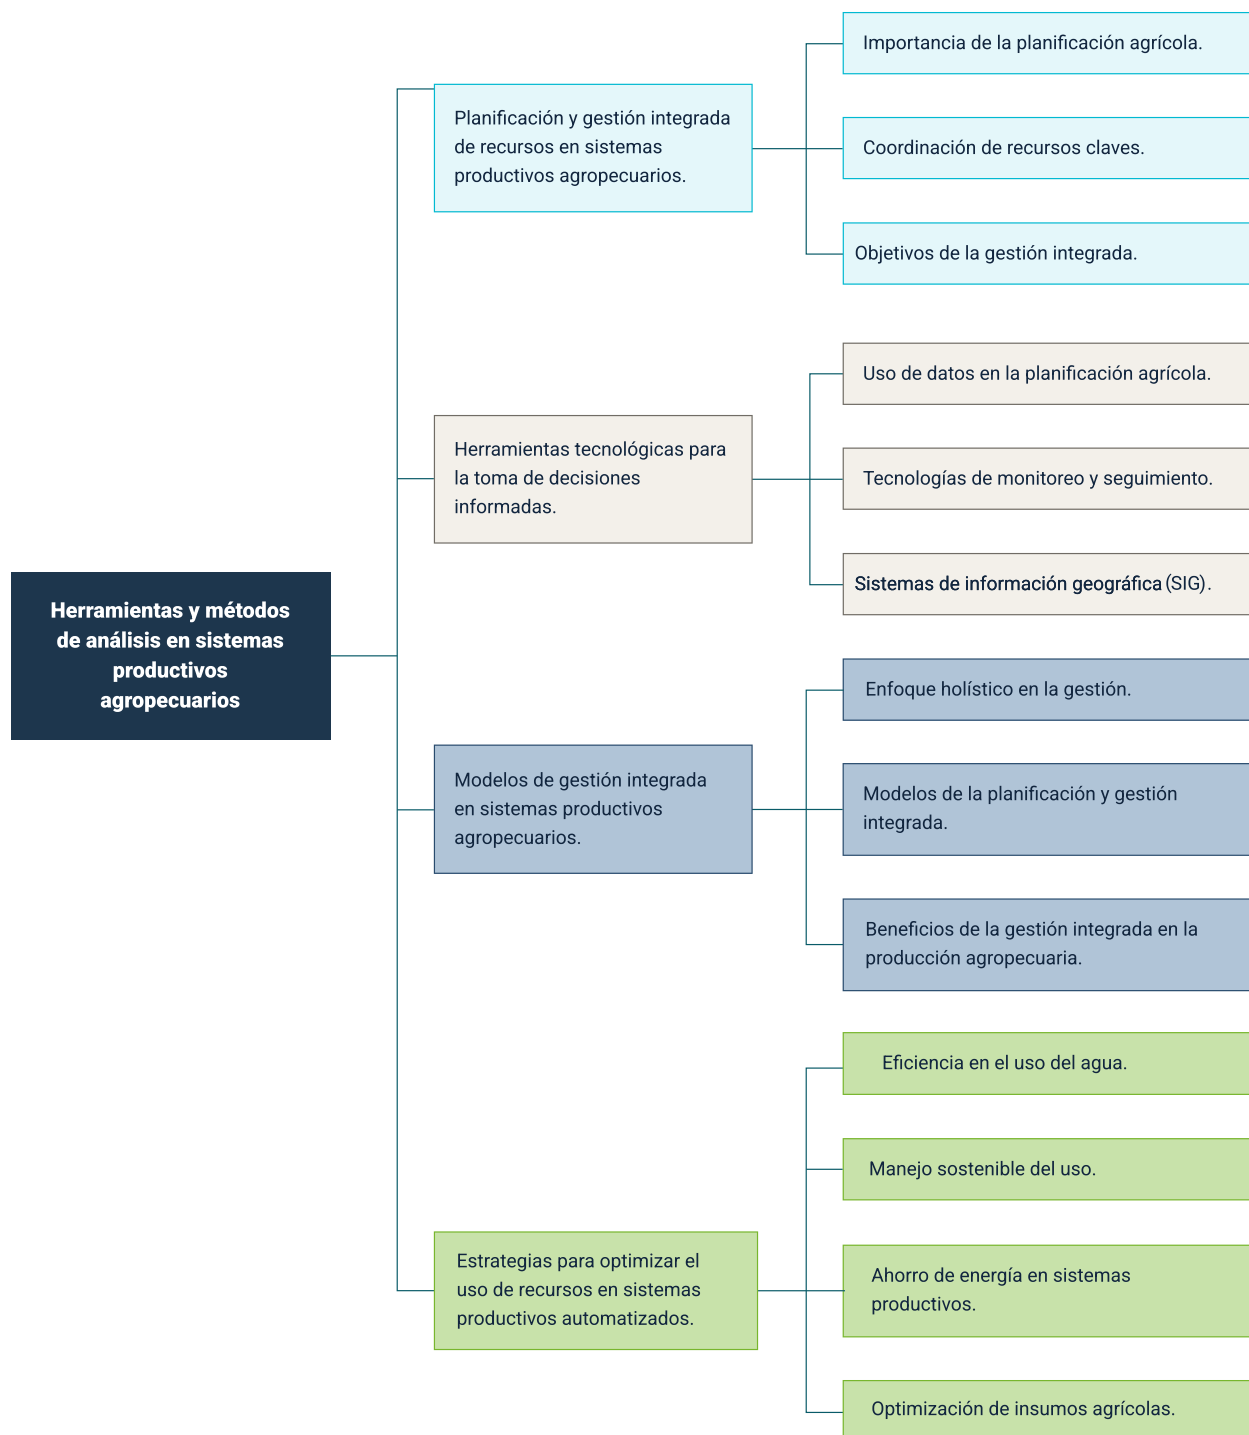 Herramientas y métodos
de análisis en sistemas
productivos
agropecuarios
Planificación y gestión integrada
de recursos en sistemas
productivos agropecuarios.
Importancia de la planificación agrícola.
Coordinación de recursos claves.
Objetivos de la gestión integrada.
Herramientas tecnológicas para
la toma de decisiones
informadas.
Uso de datos en la planificación agrícola.
Tecnologías de monitoreo y seguimiento.
Sistemas de información geográfica (SIG).
Modelos de gestión integrada
en sistemas productivos
agropecuarios.
Enfoque holístico en la gestión.
Modelos de la planificación y gestión
integrada.
Beneficios de la gestión integrada en la
producción agropecuaria.
Estrategias para optimizar el
uso de recursos en sistemas
productivos automatizados.
Eficiencia en el uso del agua.
Manejo sostenible del uso.
Ahorro de energía en sistemas
productivos.
Optimización de insumos agrícolas.